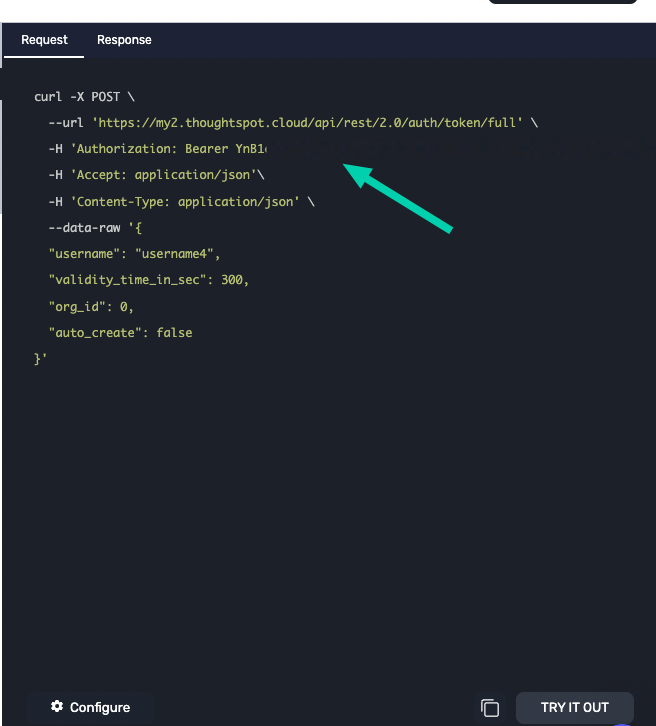 Request Response
curl -X POST \
--url 'https://my2.thoughtspot.cloud/api/rest/2.0/auth/token/full' \
-H 'Authorization: Bearer YnB1
-H 'Accept: application/json'\
-H 'Content-Type: application/json' \
--data-raw '{
"username": "username4",
"validity_time_in_sec": 300,
"org_id": 0,
"auto_create": false
}'
Configure TRY IT OUT